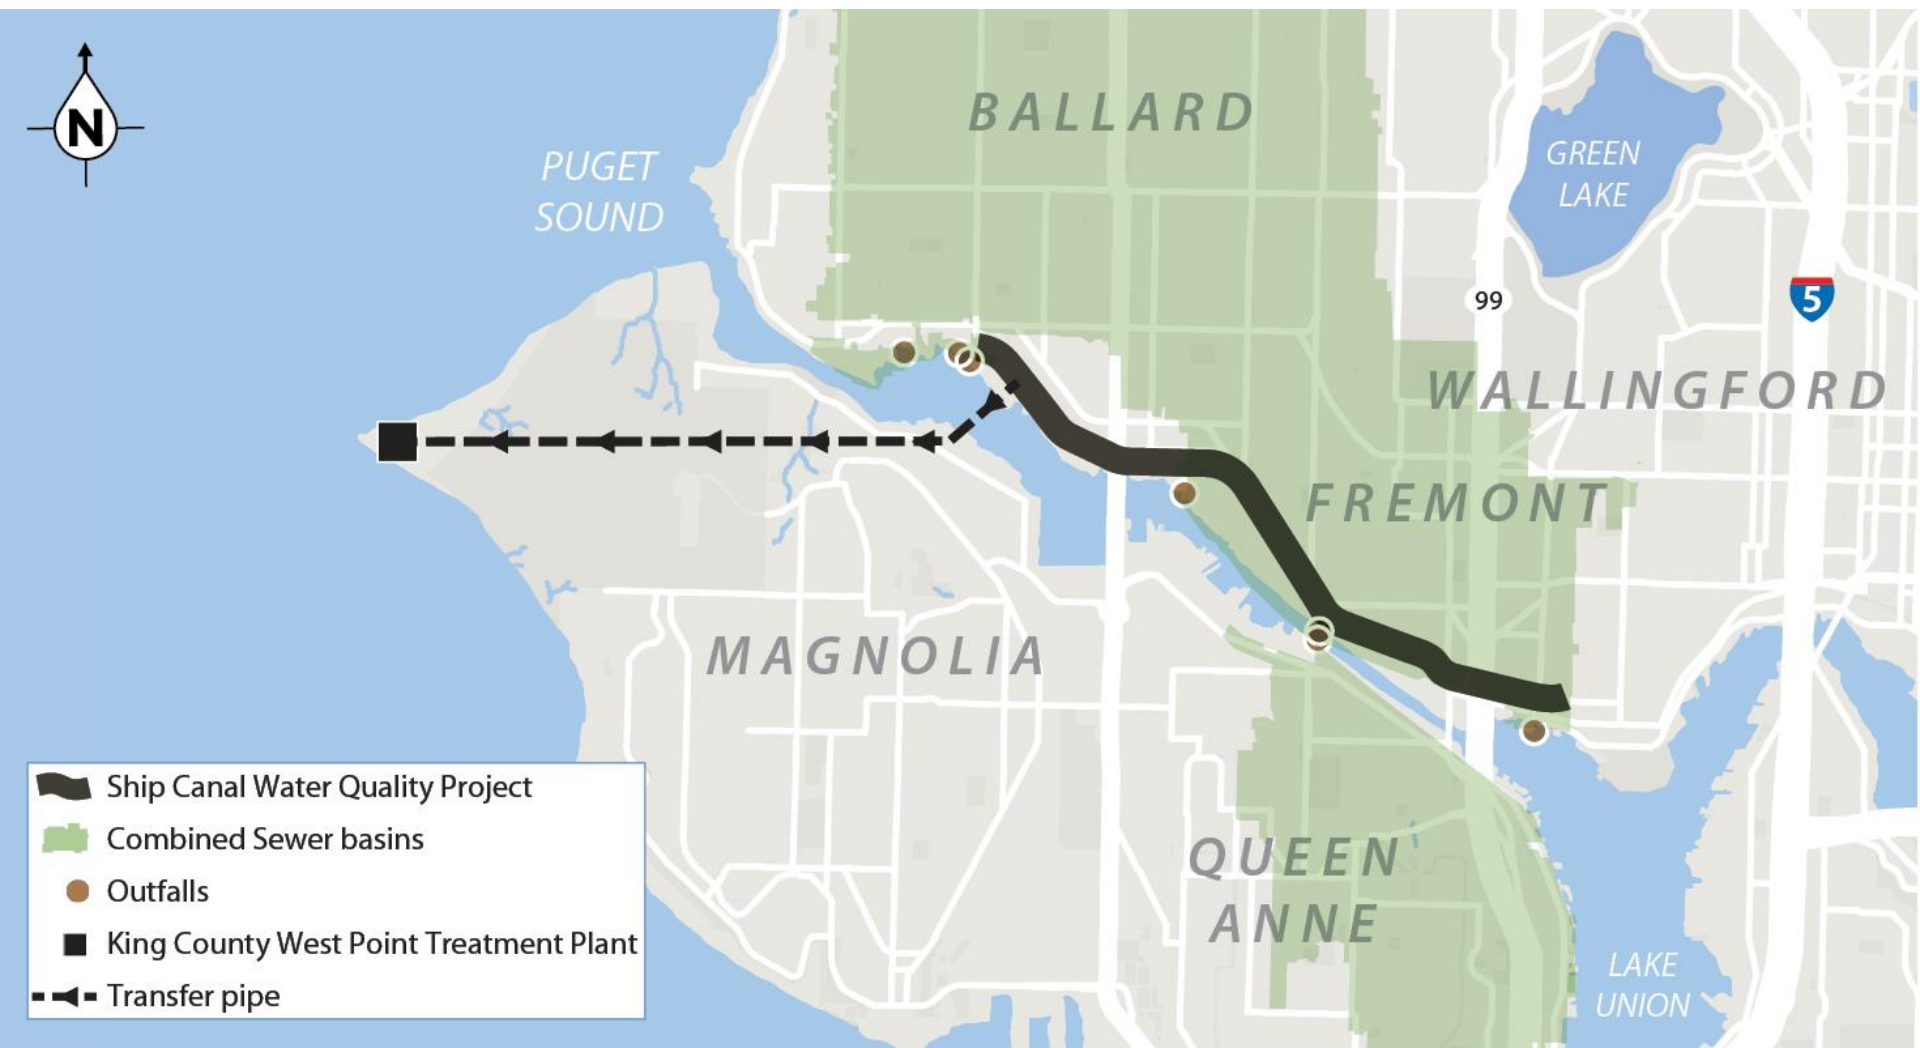 N
BALLARD
PUGET
SOUND
GREEN
LAKE
99
5
WALLINGFORD
FREMONT
MAGNOLIA
QUEEN
ANNE
LAKE
UNION
Ship Canal Water Quality Project
Combined Sewer basins
Outfalls
King County West Point Treatment Plant
Transfer pipe